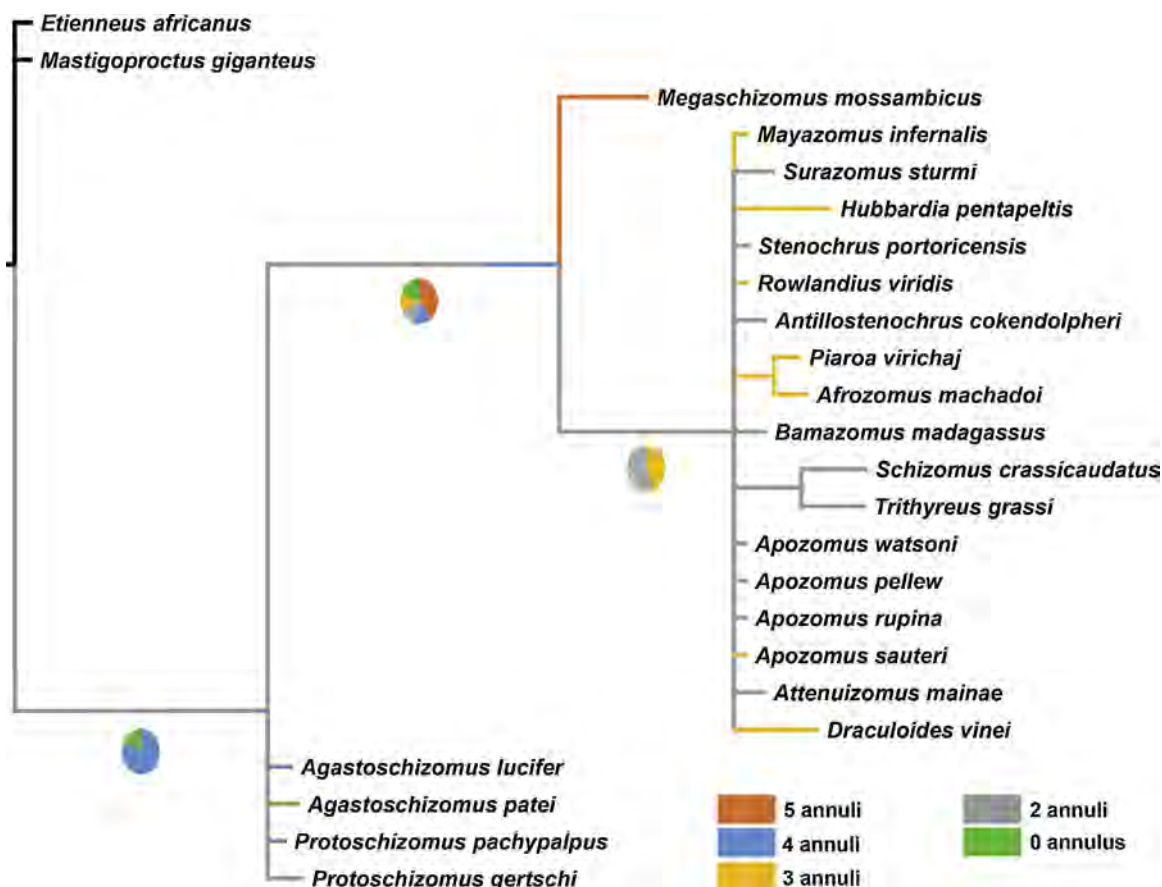 Etienneus africanus
Mastigoproctus giganteus
Megaschizomus mossambicus
Mayazomus infernalis
Surazomus sturmi
Hubbardia pentapeltis
Stenochrus portoricensis
Rowlandius viridis
Antillostenochrus cokendolpheri
Piaroa virichaj
Afrozomus machadoi
Bamazomus madagassus
Schizomus crassicaudatus
Trithyreus grassi
Apozomus watsoni
Apozomus pellew
Apozomus rupina
Apozomus sauteri
Attenuizomus mainae
Draculoides vinei
Agastoschizomus lucifer
Agastoschizomus patei
Protoschizomus pachypalpus
Protoschizomus gertschi
5 annuli
4 annuli
3 annuli
2 annuli
0 annulus